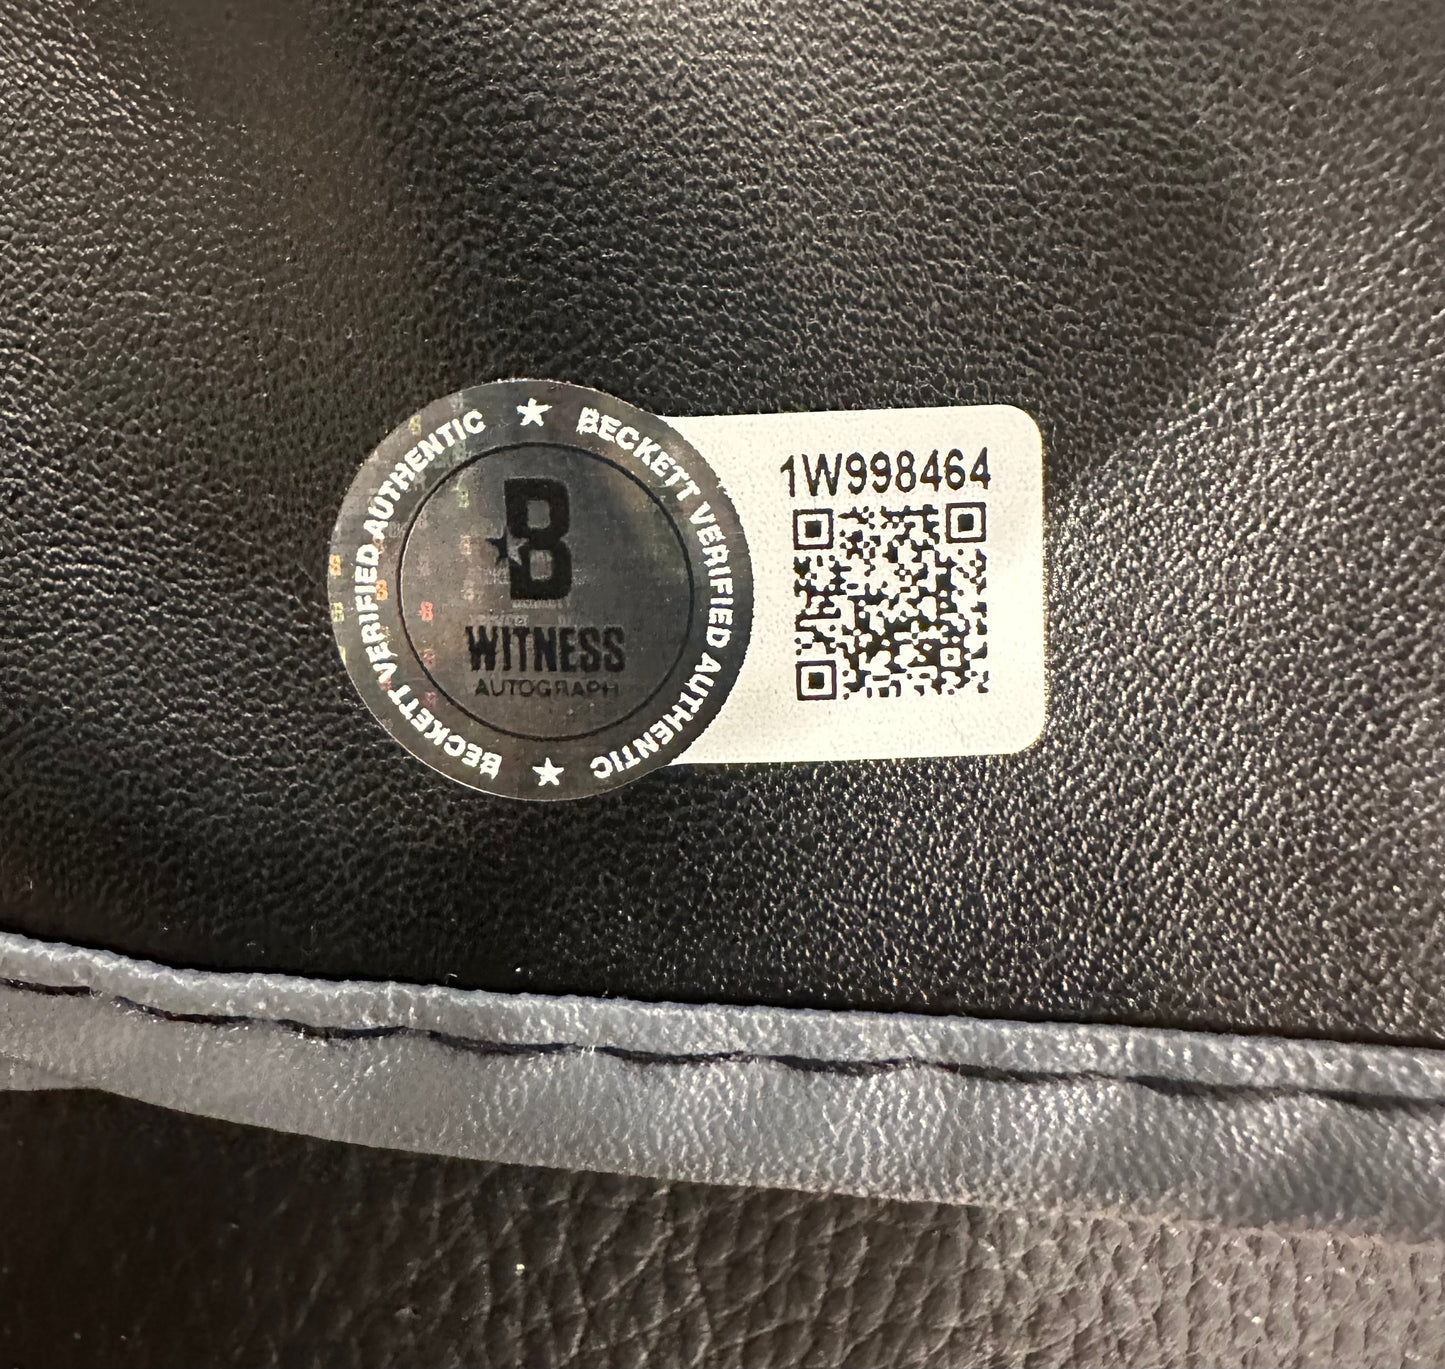 ★ BECKETT VERIFIED AUTHENTIC ★ BECKETT VERIFIED AUTHENTIC
B
WITNESS
AUTOGRAPH
1W998464